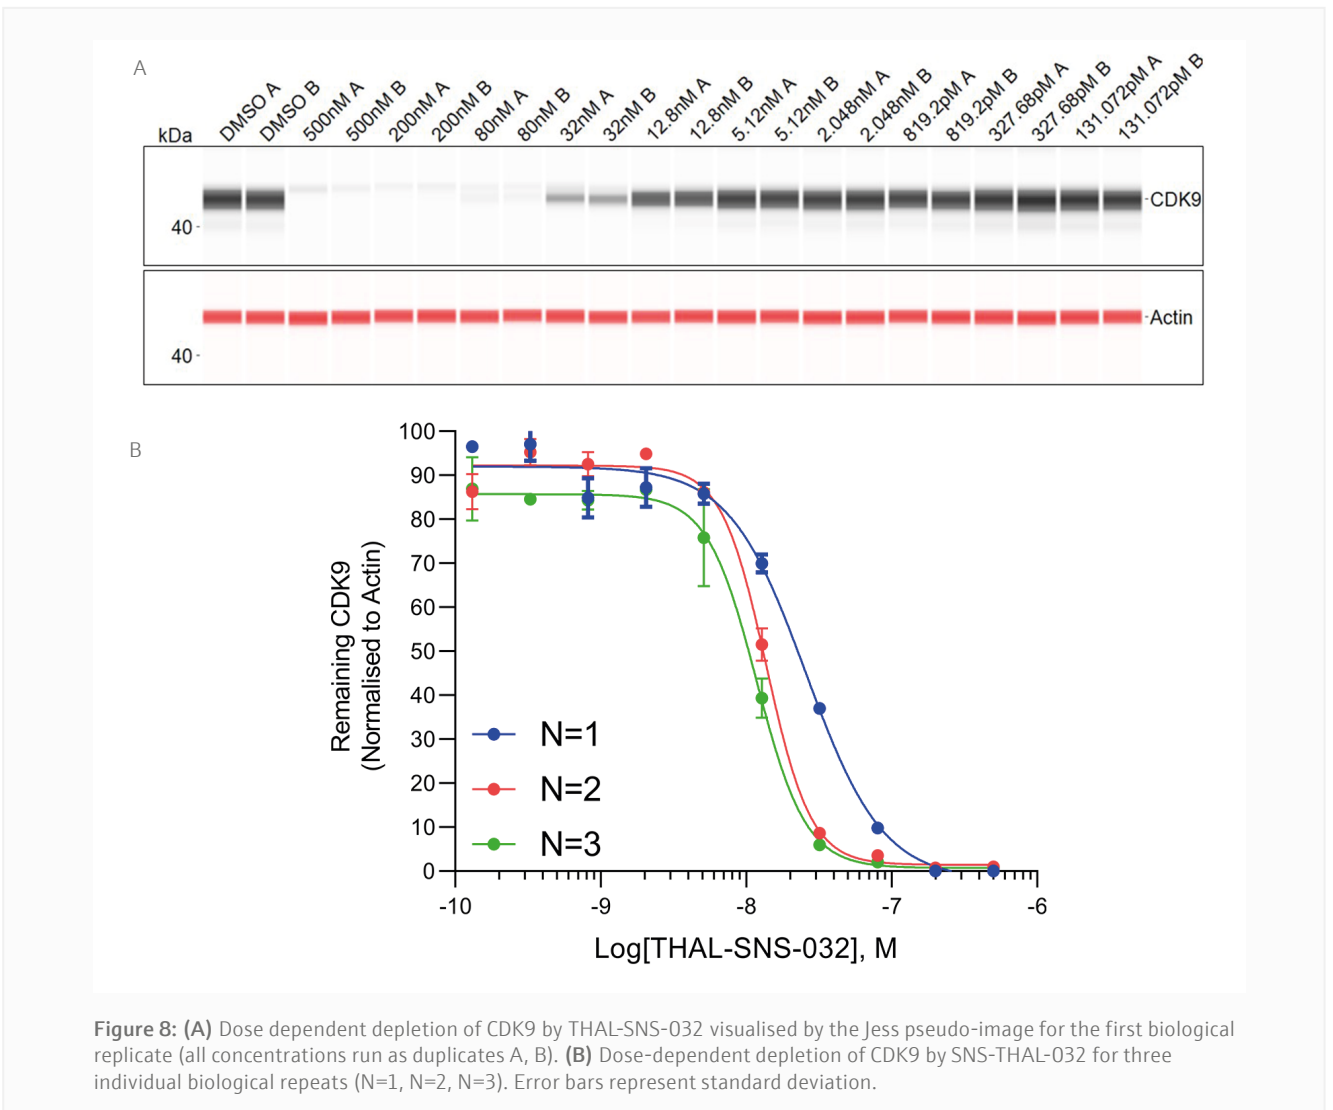 A
kDa
DMSO A
DMSO B
500nM A
500nM B
200nM A
200nM B
80nM A
80nM B
32nM A
32nM B
12.8nM A
12.8nM B
5.12nM A
5.12nM B
2.048nM A
2.048nM B
819.2pM A
819.2pM B
327.68pM A
327.68pM B
131.072pM A
131.072pM B
40
CDK9
40
Actin
B
Remaining CDK9
(Normalised to Actin)
100
90
80
70
60
50
40
30
20
10
0
N=1
N=2
N=3
-10 -9 -8 -7 -6
Log[THAL-SNS-032], M
Figure 8: (A) Dose dependent depletion of CDK9 by THAL-SNS-032 visualised by the Jess pseudo-image for the first biological
replicate (all concentrations run as duplicates A, B). (B) Dose-dependent depletion of CDK9 by SNS-THAL-032 for three
individual biological repeats (N=1, N=2, N=3). Error bars represent standard deviation.